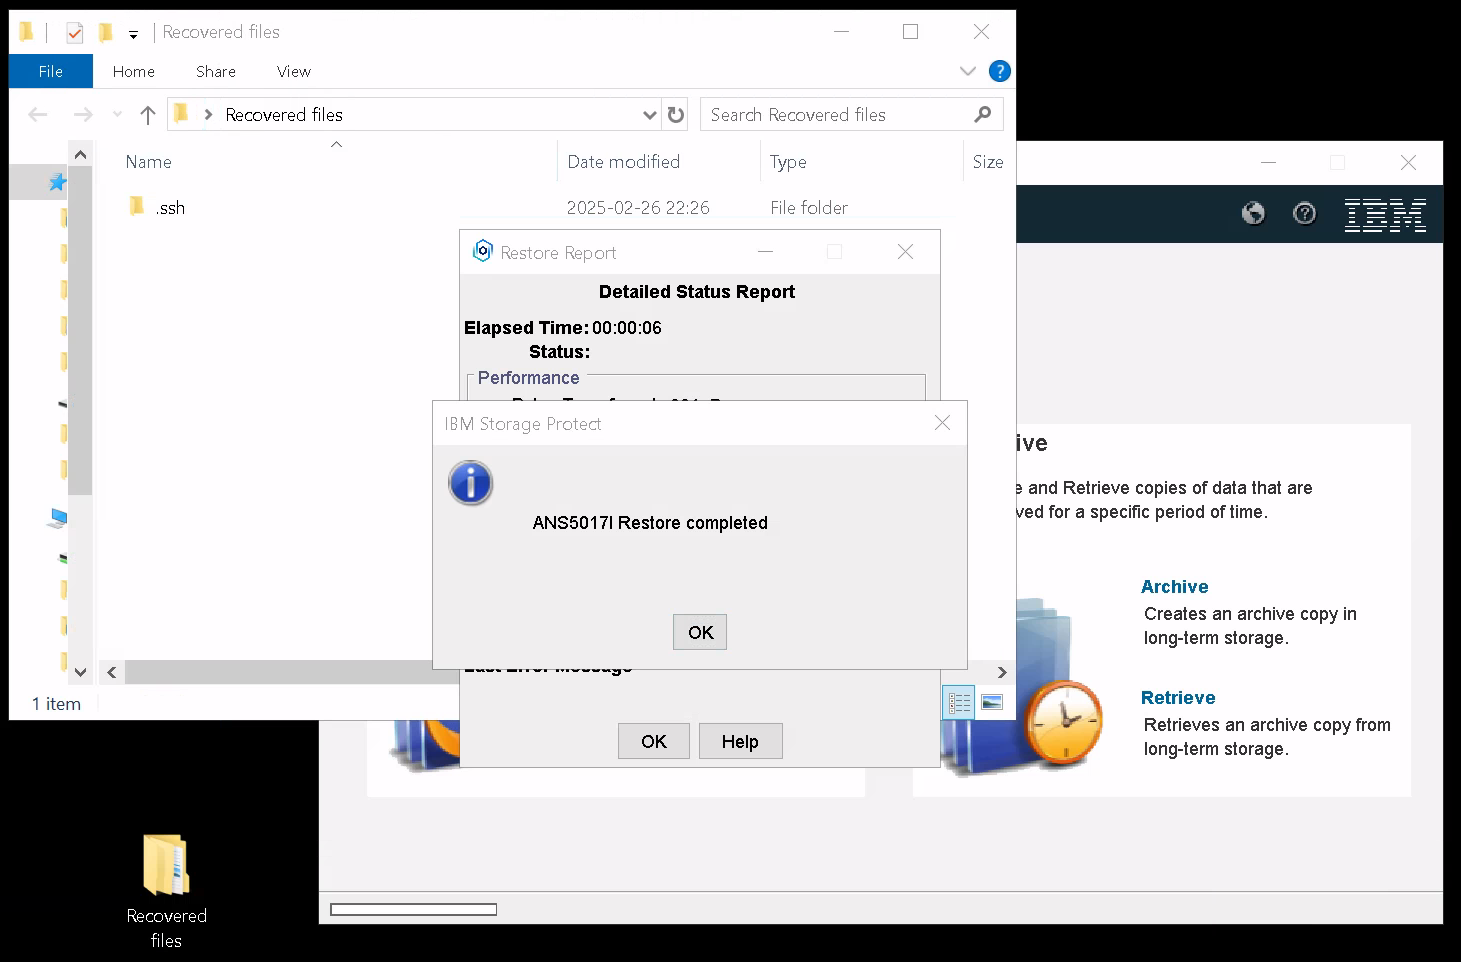 Recovered files
File Home Share View
Recovered files
Search Recovered files
Name Date modified Type Size
.ssh 2025-02-26 22:26 File folder
1 item
Restore Report
Detailed Status Report
Elapsed Time: 00:00:06
Status:
Performance
IBM Storage Protect
ANS5017I Restore completed
OK
Last Error Message
OK Help
IBM
ive
e and Retrieve copies of data that are
ved for a specific period of time.
Archive
Creates an archive copy in
long-term storage.
Retrieve
Retrieves an archive copy from
long-term storage.
Recovered
files